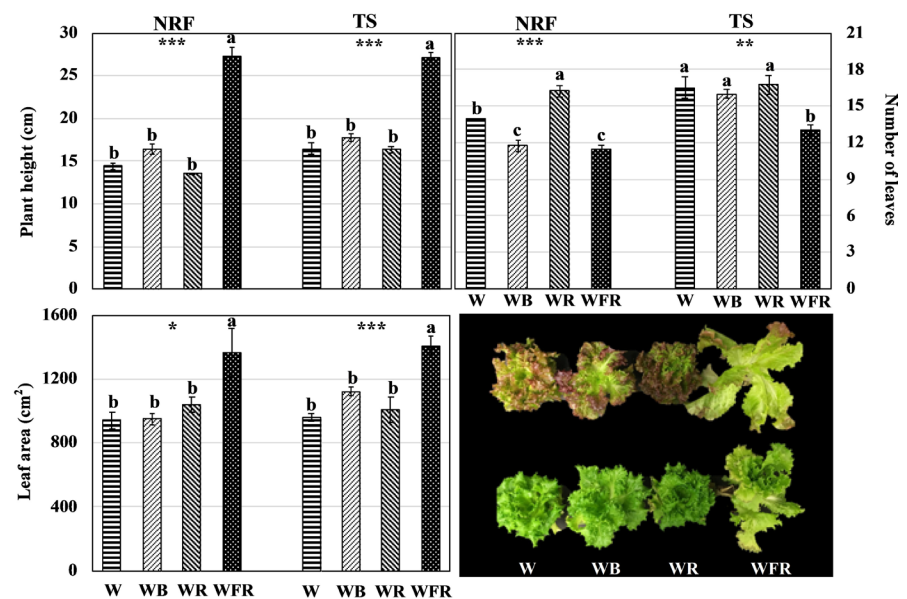 NRF TS
*** ***
Plant height (cm)
30
25
20
15
10
5
0
b b b a b b b a
NRF TS
*** **
b c a c a a a b
21
18
15
12
9
6
3
0
Number of leaves
W WB WR WFR W WB WR WFR
* ***
Leaf area (cm²)
1600
1200
800
400
0
b b b a b b b a
W WB WR WFR W WB WR WFR
W WB WR WFR